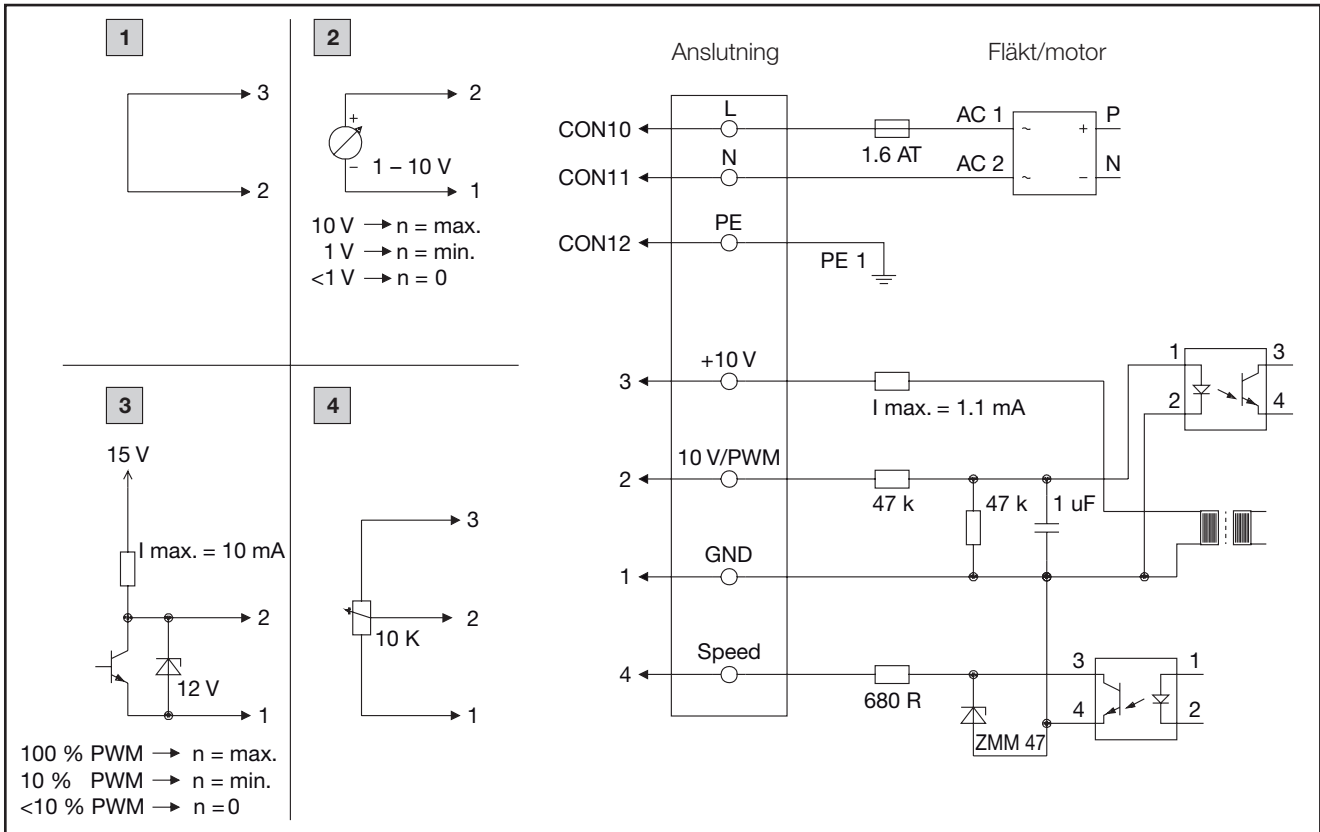 1
3
2
2
+
–
1 – 10 V
2
1
10 V → n = max.
1 V → n = min.
<1 V → n = 0
3
15 V
I max. = 10 mA
2
12 V
1
100 % PWM → n = max.
10 % PWM → n = min.
<10 % PWM → n = 0
4
3
2
10 K
1
Anslutning
Fläkt/motor
CON10
L
1.6 AT
AC 1
~
+
P
CON11
N
AC 2
~
–
N
CON12
PE
PE 1
3
+10 V
I max. = 1.1 mA
1
2
3
4
2
10 V/PWM
47 k
47 k
1 uF
1
GND
4
Speed
680 R
ZMM 47
3
4
1
2